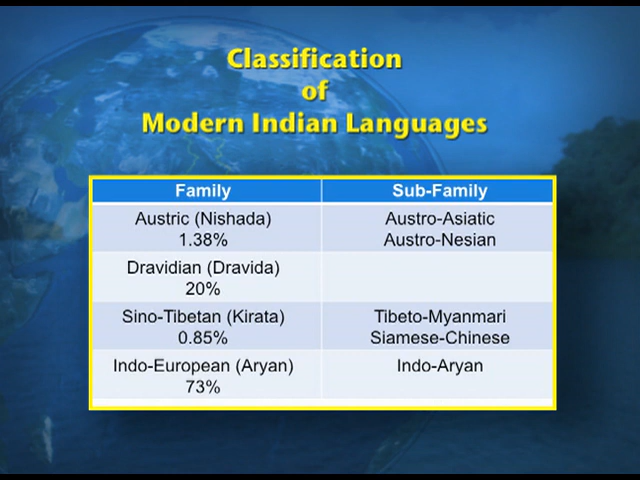 Classification
of
Modern Indian Languages
Family Sub-Family
Austric (Nishada) Austro-Asiatic
1.38% Austro-Nesian
Dravidian (Dravida)
20%
Sino-Tibetan (Kirata) Tibeto-Myanmari
0.85% Siamese-Chinese
Indo-European (Aryan) Indo-Aryan
73%